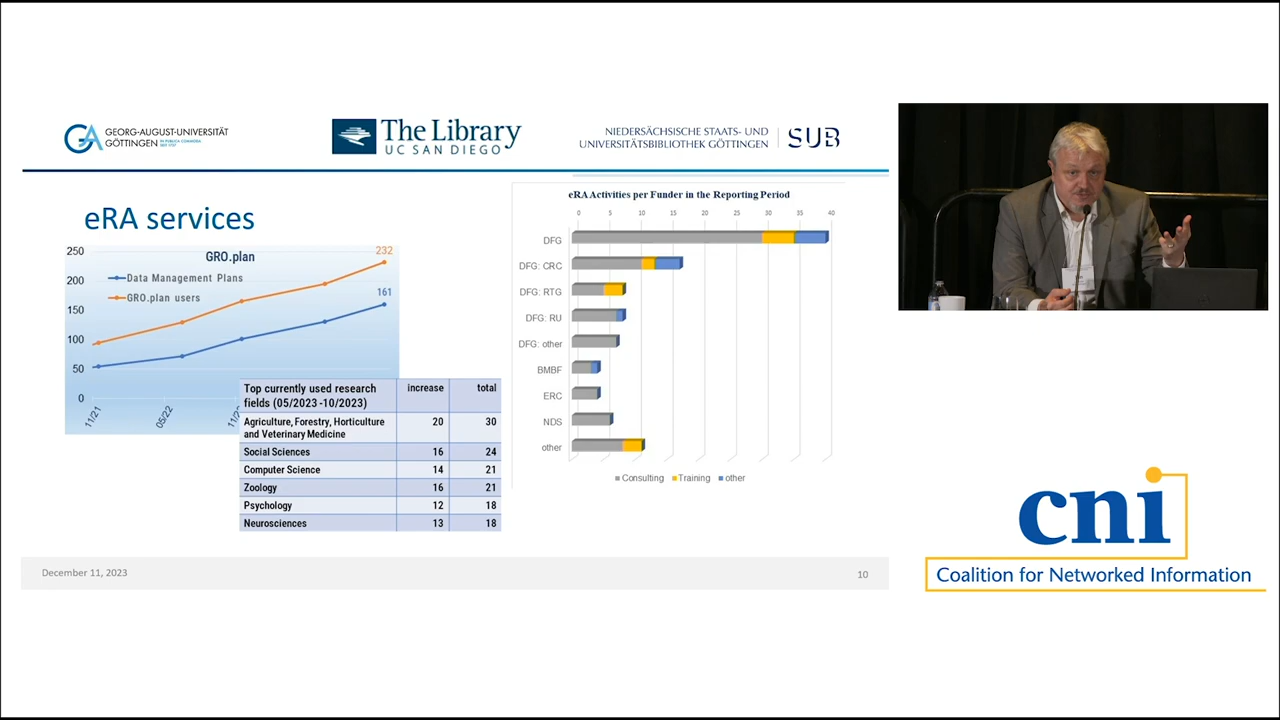 GEORG-AUGUST-UNIVERSITÄT
GÖTTINGEN IN PUBLICA COMMODA
SEIT 1737
The Library
UC SAN DIEGO
NIEDERSÄCHSISCHE STAATS- UND
UNIVERSITÄTSBIBLIOTHEK GÖTTINGEN
SUB
eRA services
GRO.plan
250
200
150
100
50
0
Data Management Plans
GRO.plan users
232
161
11/21
05/22
Top currently used research
fields (05/2023 -10/2023)
increase
total
Agriculture, Forestry, Horticulture
and Veterinary Medicine
20
30
Social Sciences
16
24
Computer Science
14
21
Zoology
16
21
Psychology
12
18
Neurosciences
13
18
eRA Activities per Funder in the Reporting Period
0 5 10 15 20 25 30 35 40
DFG
DFG: CRC
DFG: RTG
DFG: RU
DFG: other
BMBF
ERC
NDS
other
Consulting Training other
December 11, 2023
10
cni
Coalition for Networked Information